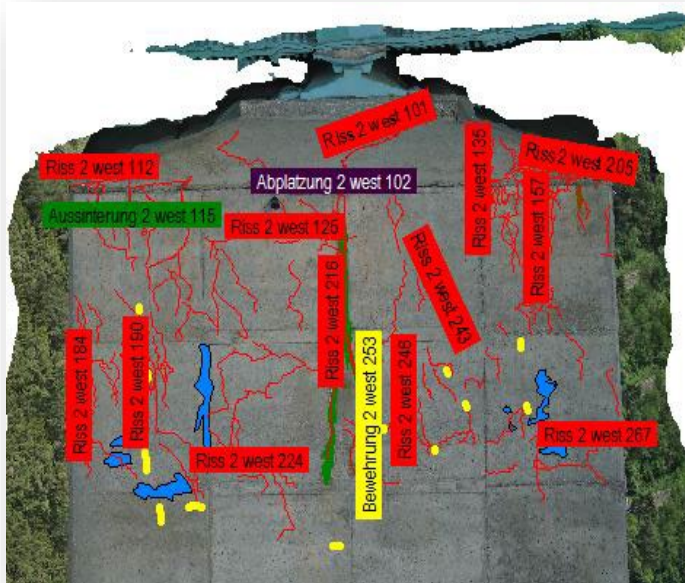 Riss 2 west 101
Riss 2 west 135
Riss 2 west 205
Riss 2 west 112
Abplatzung 2 west 102
Riss 2 west 157
Aussinterung 2 west 115
Riss 2 west 126
Riss 2 west 216
Riss 2 west 243
Riss 2 west 184
Riss 2 west 190
Bewehrung 2 west 253
Riss 2 west 248
Riss 2 west 267
Riss 2 west 224